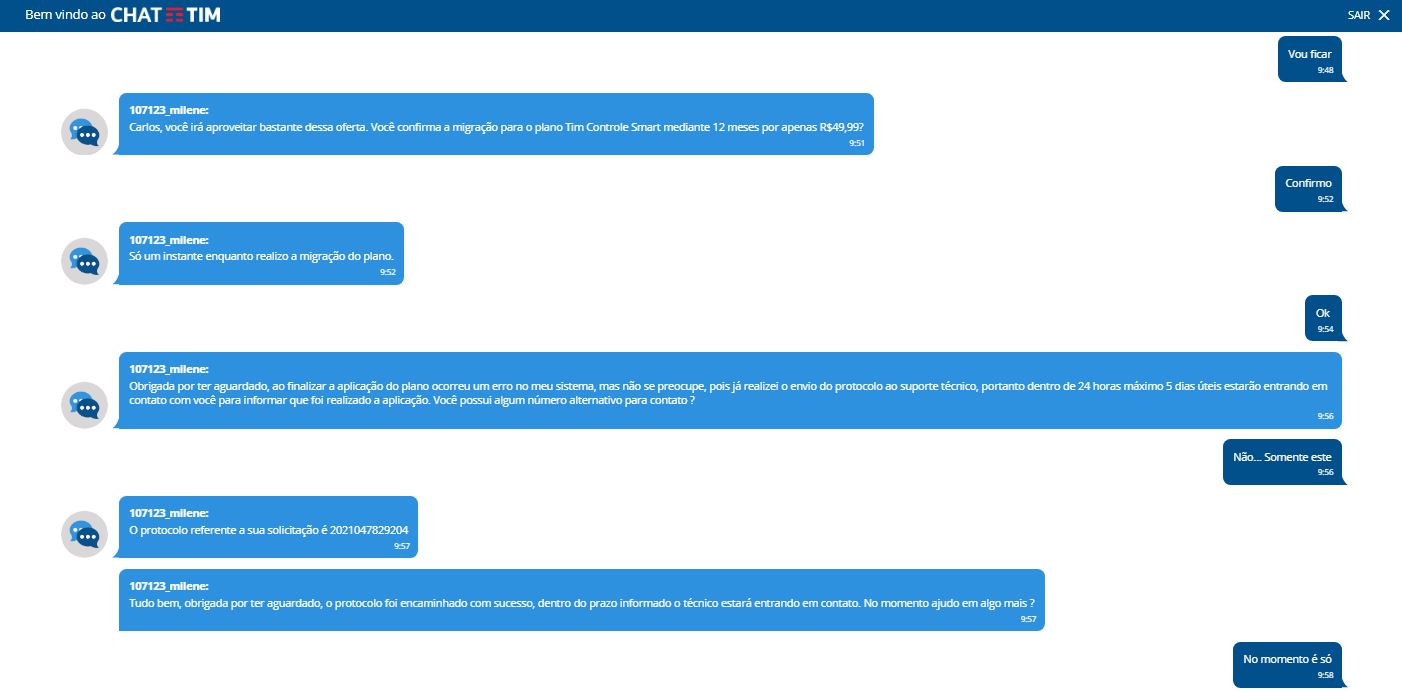 Bem vindo ao CHAT TIM
SAIR
Vou ficar
9:48
107123_milene:
Carlos, você irá aproveitar bastante dessa oferta. Você confirma a migração para o plano Tim Controle Smart mediante 12 meses por apenas R$49,99?
9:51
Confirmo
9:52
107123_milene:
Só um instante enquanto realizo a migração do plano.
9:52
Ok
9:54
107123_milene:
Obrigada por ter aguardado, ao finalizar a aplicação do plano ocorreu um erro no meu sistema, mas não se preocupe, pois já realizei o envio do protocolo ao suporte técnico, portanto dentro de 24 horas máximo 5 dias úteis estarão entrando em
contato com você para informar que foi realizado a aplicação. Você possui algum número alternativo para contato ?
9:56
Não... Somente este
9:56
107123_milene:
O protocolo referente a sua solicitação é 2021047829204
9:57
107123_milene:
Tudo bem, obrigada por ter aguardado, o protocolo foi encaminhado com sucesso, dentro do prazo informado o técnico estará entrando em contato. No momento ajudo em algo mais ?
9:57
No momento é só
9:58